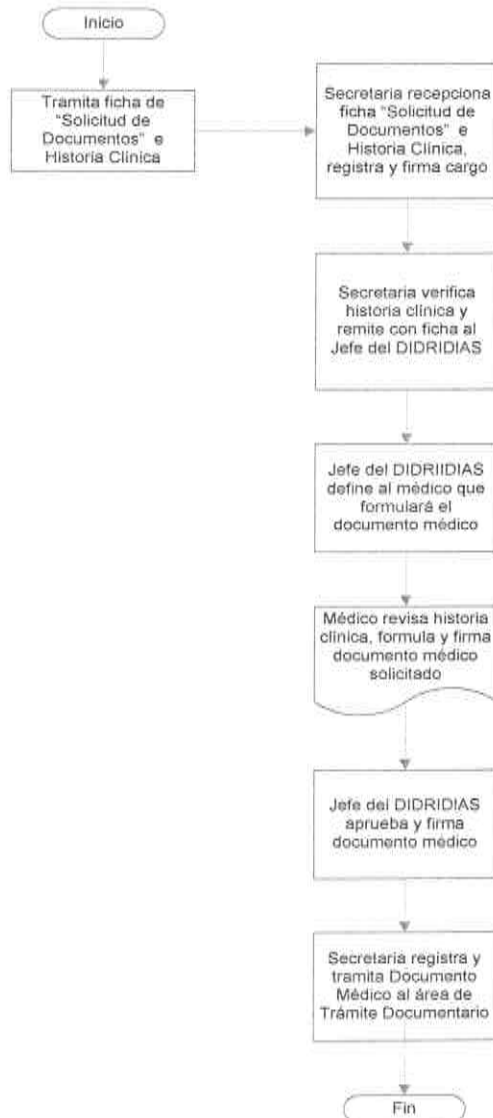 Inicio
Tramita ficha de
“Solicitud de
Documentos” e
Historia Clínica
Secretaria recepciona
ficha “Solicitud de
Documentos” e
Historia Clínica,
registra y firma cargo
Secretaria verifica
historia clínica y
remite con ficha al
Jefe del DIDRIDIAS
Jefe del DIDRIIDIAS
define al médico que
formulará el
documento médico
Médico revisa historia
clínica, formula y firma
documento médico
solicitado
Jefe del DIDRIDIAS
aprueba y firma
documento médico
Secretaria registra y
tramita Documento
Médico al área de
Trámite Documentario
Fin